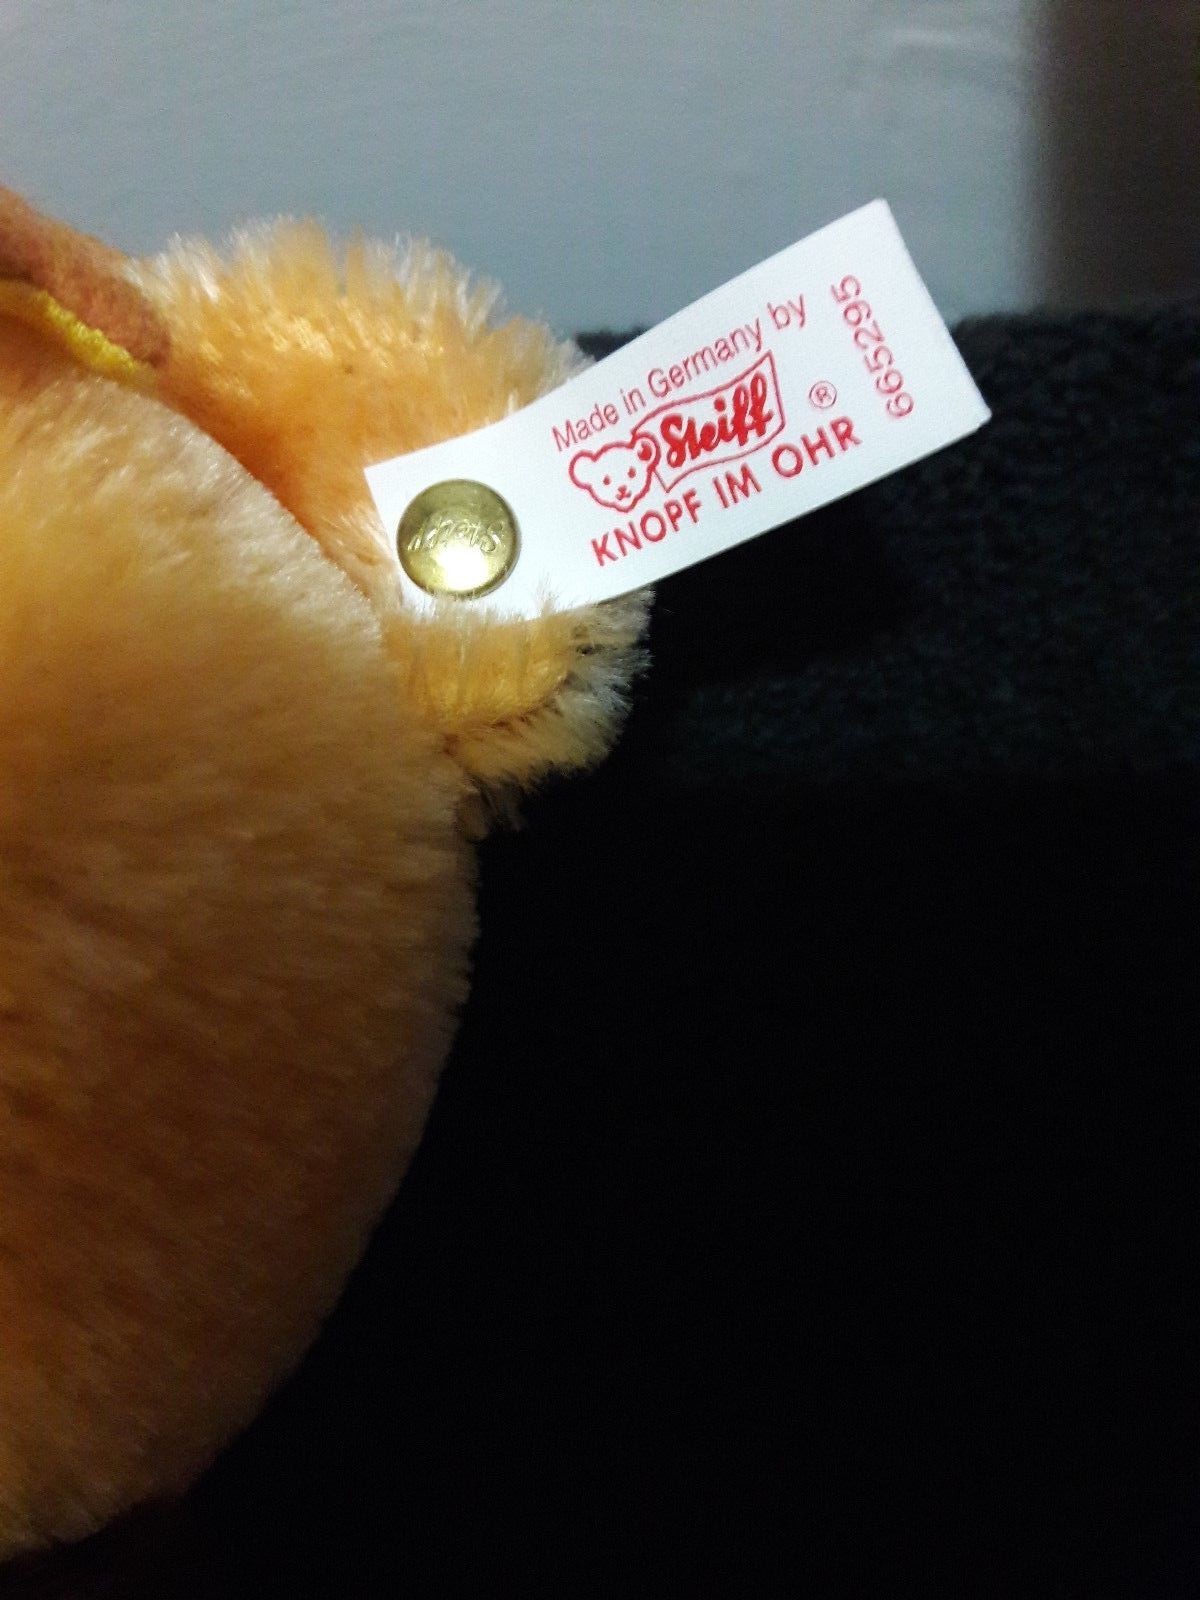 Made in Germany by
Steiff
®
KNOPF IM OHR
665295
Steiff